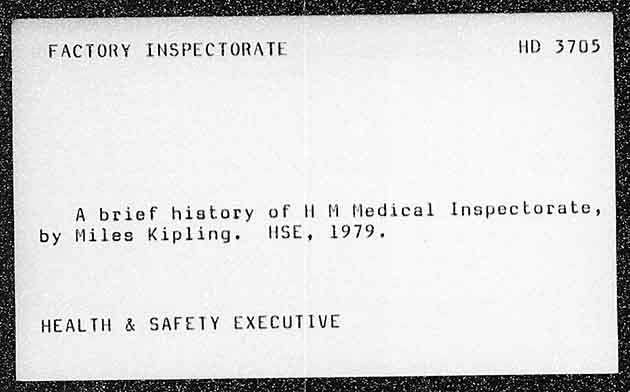 FACTORY INSPECTORATE HD 3705
A brief history of H M Medical Inspectorate,
by Miles Kipling. HSE, 1979.
HEALTH & SAFETY EXECUTIVE